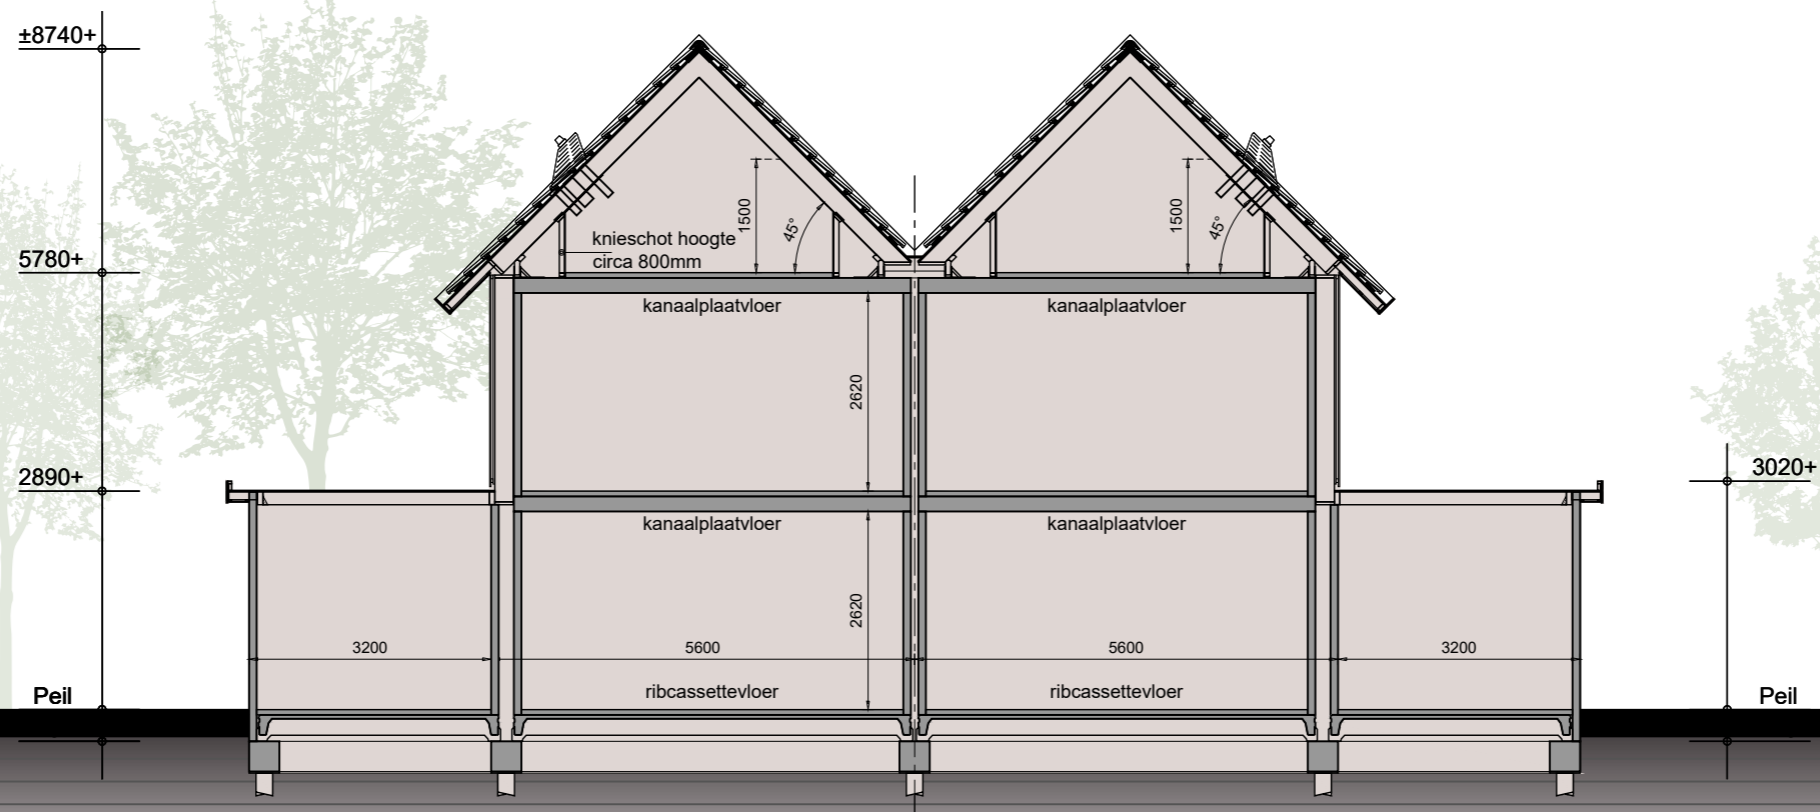 ±8740+
1500
45°
1500
45°
knieschot hoogte
circa 800mm
5780+
kanaalplaatvloer
kanaalplaatvloer
2620
2890+
3020+
kanaalplaatvloer
kanaalplaatvloer
2620
3200
5600
5600
3200
Peil
ribcassettevloer
ribcassettevloer
Peil